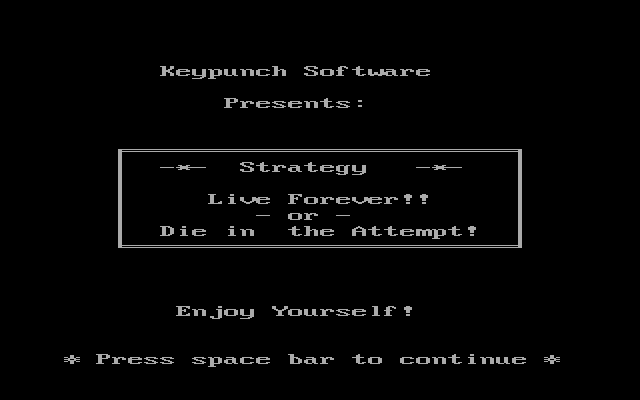 Keypunch Software
Presents:
-*- Strategy -*-
Live Forever!!
- or -
Die in the Attempt!
Enjoy Yourself!
* Press space bar to continue *